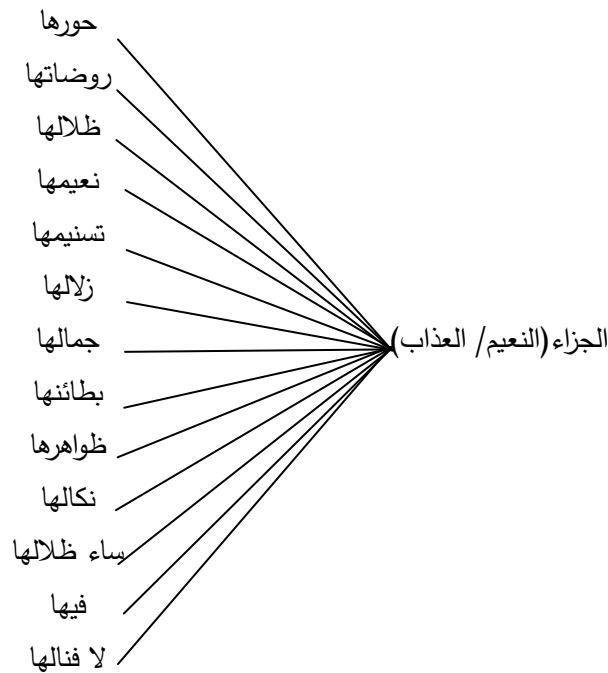 حورها
روضاتها
ظلالها
نعيمها
تسنيمها
زلالها
الجزاء (النعيم/ العذاب)
جمالها
بطائنها
ظواهرها
نكالها
ساء ظلالها
فيها
لا فنالها